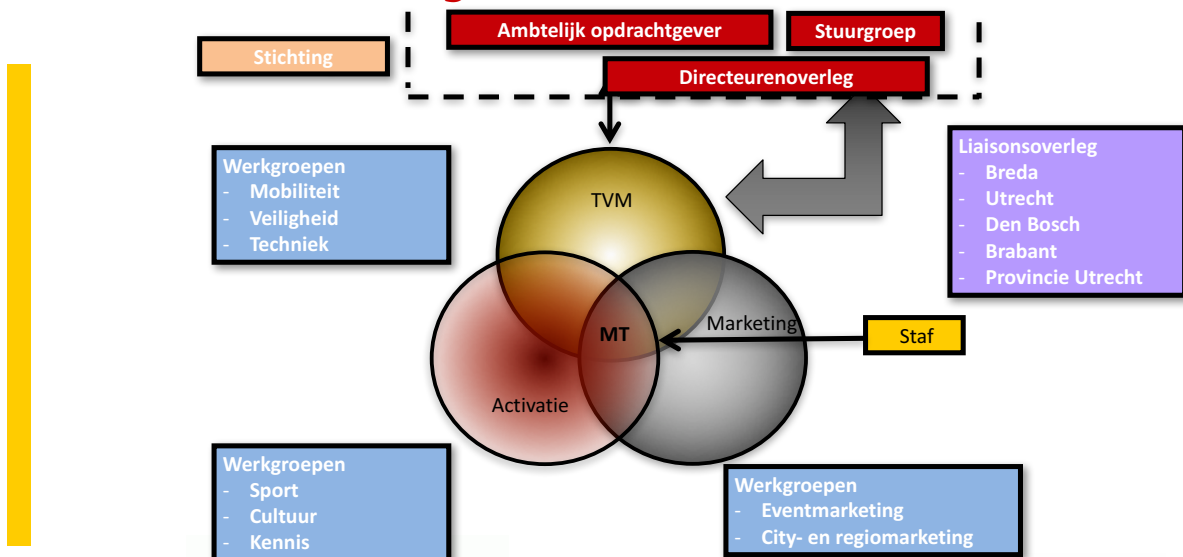 Ambtelijk opdrachtgever
Stuurgroep
Stichting
Directeurenoverleg
Werkgroepen
- Mobiliteit
- Veiligheid
- Techniek
Liaisonsoverleg
- Breda
- Utrecht
- Den Bosch
- Brabant
- Provincie Utrecht
TVM
MT
Marketing
Staf
Activatie
Werkgroepen
- Sport
- Cultuur
- Kennis
Werkgroepen
- Eventmarketing
- City- en regiomarketing